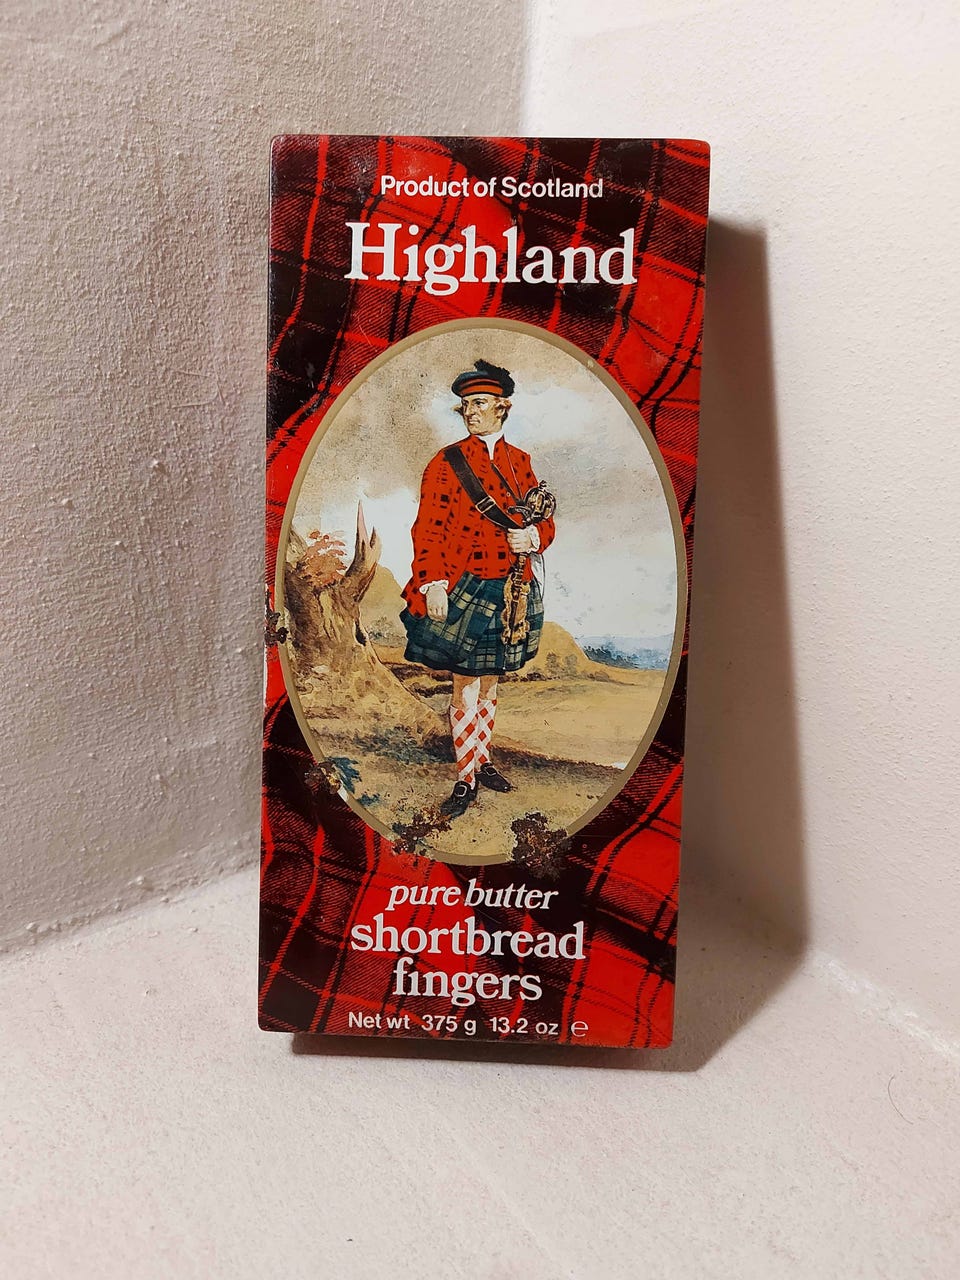 Product of Scotland
Highland
pure butter
shortbread
fingers
Net wt 375 g 13.2 oz ℮